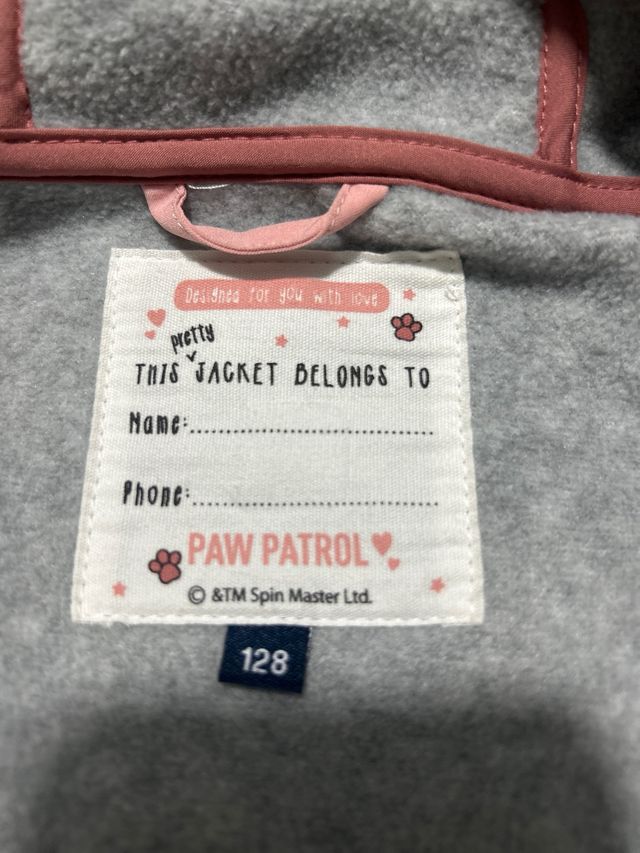 Designed for you with love
pretty
THIS JACKET BELONGS TO
Name:
Phone:
PAW PATROL
© &TM Spin Master Ltd.
128